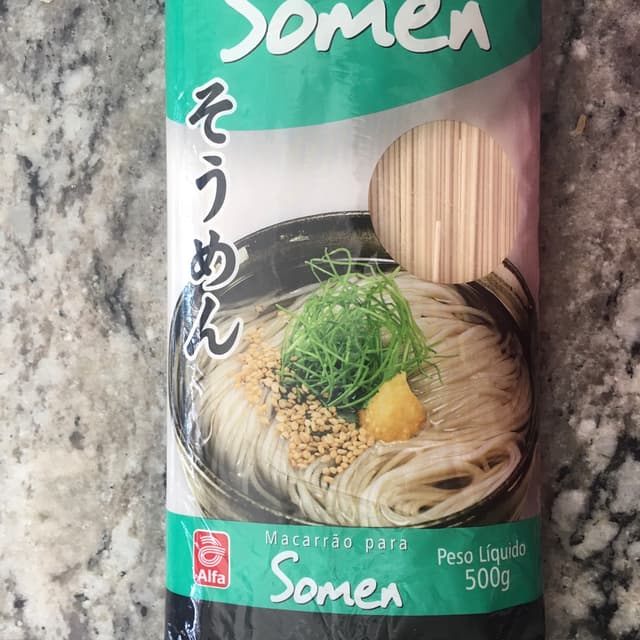 Somen
そうめん
Macarrão para
Somen
Peso Líquido
500g
Alfa